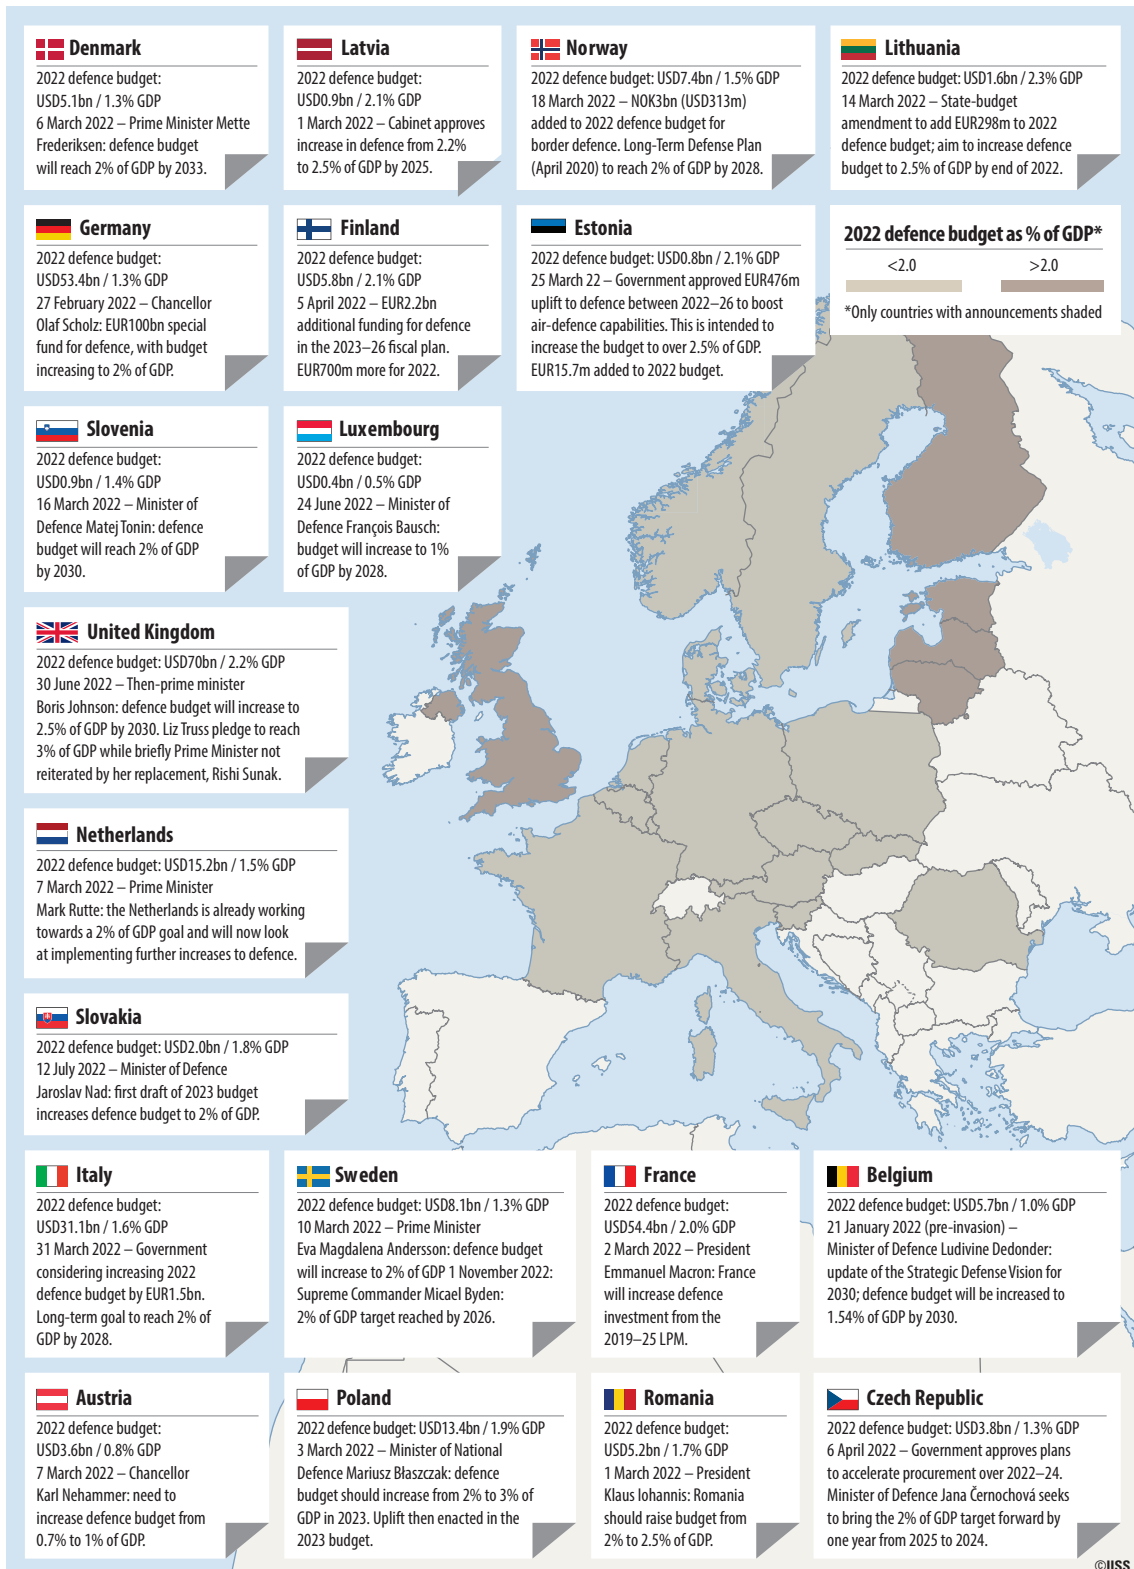 Denmark
2022 defence budget:
USD5.1bn / 1.3% GDP
6 March 2022 – Prime Minister Mette
Frederiksen: defence budget
will reach 2% of GDP by 2033.
Latvia
2022 defence budget:
USD0.9bn / 2.1% GDP
1 March 2022 – Cabinet approves
increase in defence from 2.2%
to 2.5% of GDP by 2025.
Norway
2022 defence budget: USD7.4bn / 1.5% GDP
18 March 2022 – NOK3bn (USD313m)
added to 2022 defence budget for
border defence. Long-Term Defense Plan
(April 2020) to reach 2% of GDP by 2028.
Lithuania
2022 defence budget: USD1.6bn / 2.3% GDP
14 March 2022 – State-budget
amendment to add EUR298m to 2022
defence budget; aim to increase defence
budget to 2.5% of GDP by end of 2022.
Germany
2022 defence budget:
USD53.4bn / 1.3% GDP
27 February 2022 – Chancellor
Olaf Scholz: EUR100bn special
fund for defence, with budget
increasing to 2% of GDP.
Finland
2022 defence budget:
USD5.8bn / 2.1% GDP
5 April 2022 – EUR2.2bn
additional funding for defence
in the 2023–26 fiscal plan.
EUR700m more for 2022.
Estonia
2022 defence budget: USD0.8bn / 2.1% GDP
25 March 22 – Government approved EUR476m
uplift to defence between 2022–26 to boost
air-defence capabilities. This is intended to
increase the budget to over 2.5% of GDP.
EUR15.7m added to 2022 budget.
2022 defence budget as % of GDP*
<2.0 >2.0
*Only countries with announcements shaded
Slovenia
2022 defence budget:
USD0.9bn / 1.4% GDP
16 March 2022 – Minister of
Defence Matej Tonin: defence
budget will reach 2% of GDP
by 2030.
Luxembourg
2022 defence budget:
USD0.4bn / 0.5% GDP
24 June 2022 – Minister of
Defence François Bausch:
budget will increase to 1%
of GDP by 2028.
United Kingdom
2022 defence budget: USD70bn / 2.2% GDP
30 June 2022 – Then-prime minister
Boris Johnson: defence budget will increase to
2.5% of GDP by 2030. Liz Truss pledge to reach
3% of GDP while briefly Prime Minister not
reiterated by her replacement, Rishi Sunak.
Netherlands
2022 defence budget: USD15.2bn / 1.5% GDP
7 March 2022 – Prime Minister
Mark Rutte: the Netherlands is already working
towards a 2% of GDP goal and will now look
at implementing further increases to defence.
Slovakia
2022 defence budget: USD2.0bn / 1.8% GDP
12 July 2022 – Minister of Defence
Jaroslav Nad: first draft of 2023 budget
increases defence budget to 2% of GDP.
Italy
2022 defence budget:
USD31.1bn / 1.6% GDP
31 March 2022 – Government
considering increasing 2022
defence budget by EUR1.5bn.
Long-term goal to reach 2% of
GDP by 2028.
Sweden
2022 defence budget: USD8.1bn / 1.3% GDP
10 March 2022 – Prime Minister
Eva Magdalena Andersson: defence budget
will increase to 2% of GDP 1 November 2022:
Supreme Commander Micael Byden:
2% of GDP target reached by 2026.
France
2022 defence budget:
USD54.4bn / 2.0% GDP
2 March 2022 – President
Emmanuel Macron: France
will increase defence
investment from the
2019–25 LPM.
Belgium
2022 defence budget: USD5.7bn / 1.0% GDP
21 January 2022 (pre-invasion) –
Minister of Defence Ludivine Dedonder:
update of the Strategic Defense Vision for
2030; defence budget will be increased to
1.54% of GDP by 2030.
Austria
2022 defence budget:
USD3.6bn / 0.8% GDP
7 March 2022 – Chancellor
Karl Nehammer: need to
increase defence budget from
0.7% to 1% of GDP.
Poland
2022 defence budget: USD13.4bn / 1.9% GDP
3 March 2022 – Minister of National
Defence Mariusz Błaszczak: defence
budget should increase from 2% to 3% of
GDP in 2023. Uplift then enacted in the
2023 budget.
Romania
2022 defence budget:
USD5.2bn / 1.7% GDP
1 March 2022 – President
Klaus Iohannis: Romania
should raise budget from
2% to 2.5% of GDP.
Czech Republic
2022 defence budget: USD3.8bn / 1.3% GDP
6 April 2022 – Government approves plans
to accelerate procurement over 2022–24.
Minister of Defence Jana Černochová seeks
to bring the 2% of GDP target forward by
one year from 2025 to 2024.
©IISS